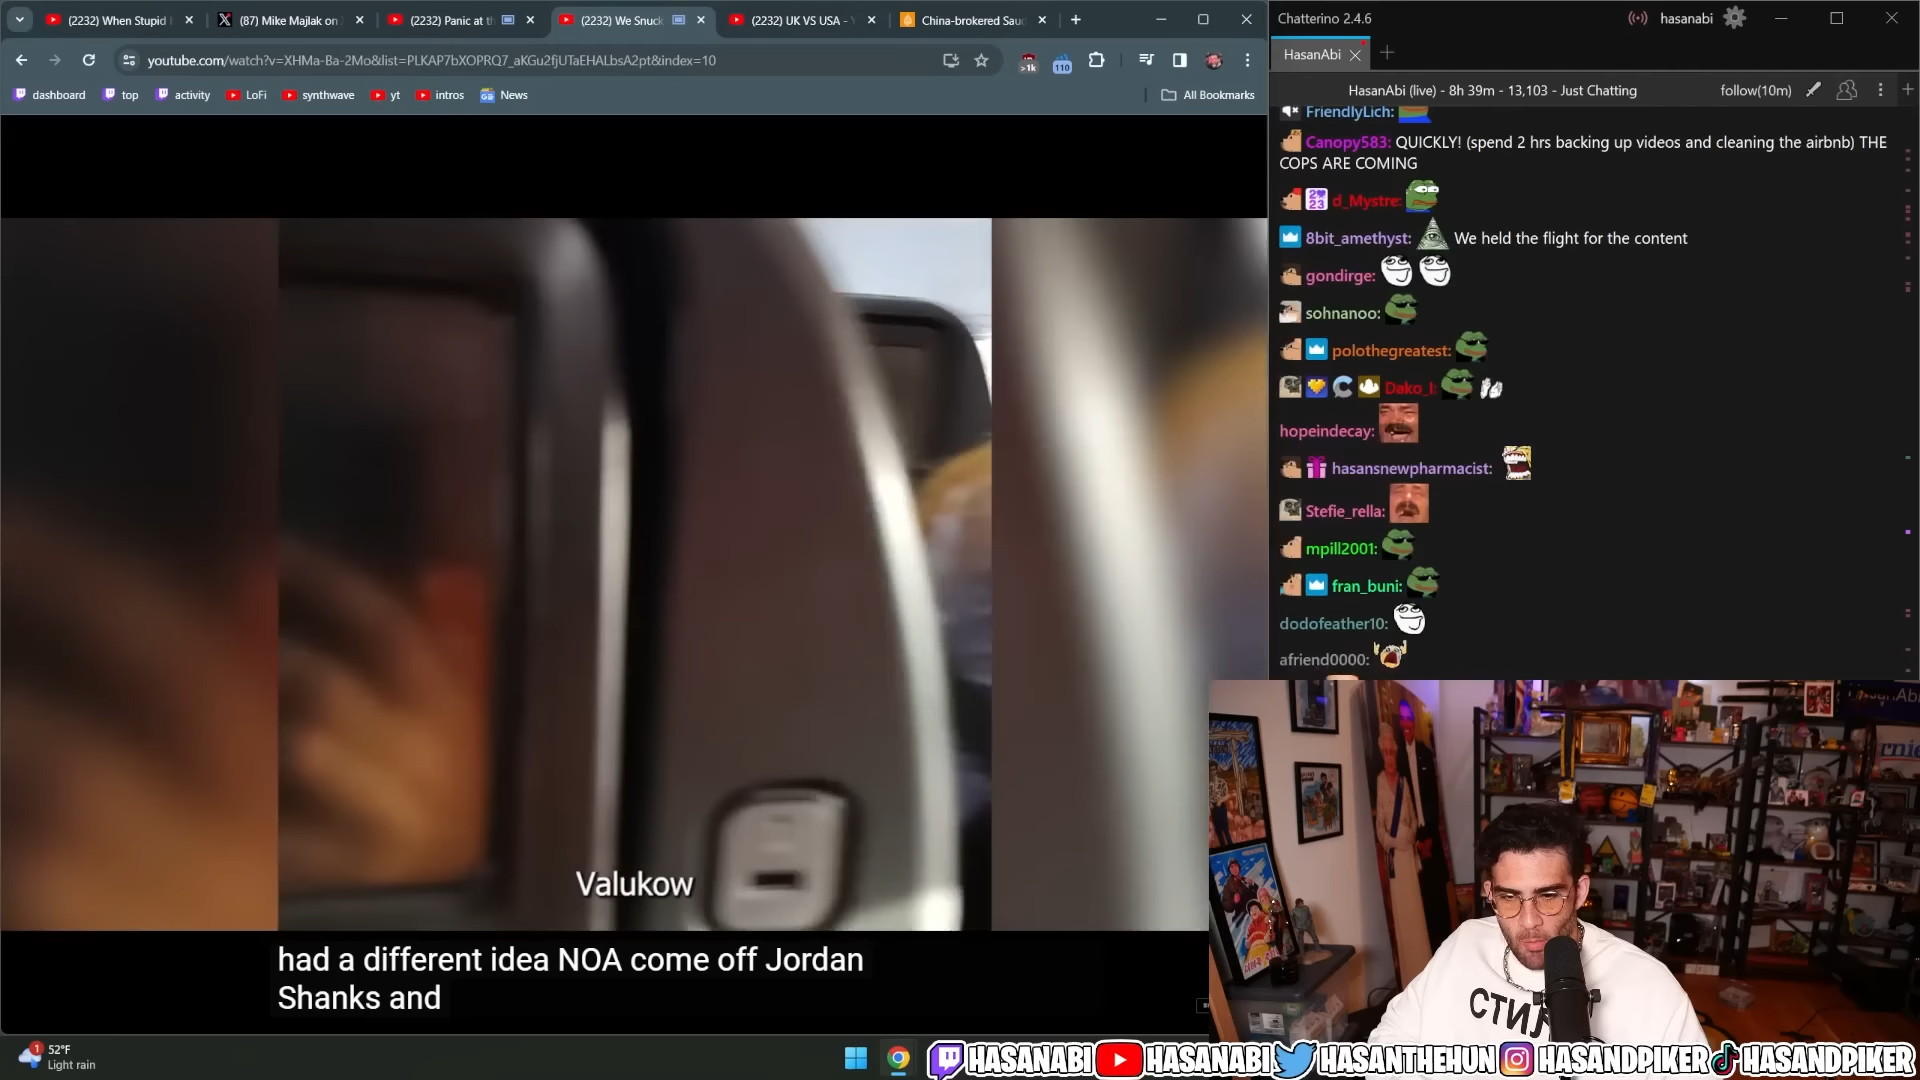 (2232) When Stupid
(87) Mike Majlak on
(2232) Panic at th
(2232) We Snuck
(2232) UK VS USA -
China-brokered Sau
youtube.com/watch?v=XHMa-Ba-2Mo&list=PLKAP7bXOPRQ7_aKGu2fjUTaEHALbsA2pt&index=10
>1k
110
dashboard
top
activity
LoFi
synthwave
yt
intros
News
All Bookmarks
Valukow
had a different idea NOA come off Jordan
Shanks and
Chatterino 2.4.6
hasanabi
HasanAbi
HasanAbi (live) - 8h 39m - 13,103 - Just Chatting
follow(10m)
FriendlyLich:
Canopy583: QUICKLY! (spend 2 hrs backing up videos and cleaning the airbnb) THE
COPS ARE COMING
d_Mystre:
8bit_amethyst: We held the flight for the content
gondirge:
sohnanoo:
polothegreatest:
Dako_I:
hopeindecay:
hasansnewpharmacist:
Stefie_rella:
mpill2001:
fran_buni:
dodofeather10:
afriend0000:
1
52°F
Light rain
HASANABI
HASANABI
HASANTHEHUN
HASANDPIKER
HASANDPIKER